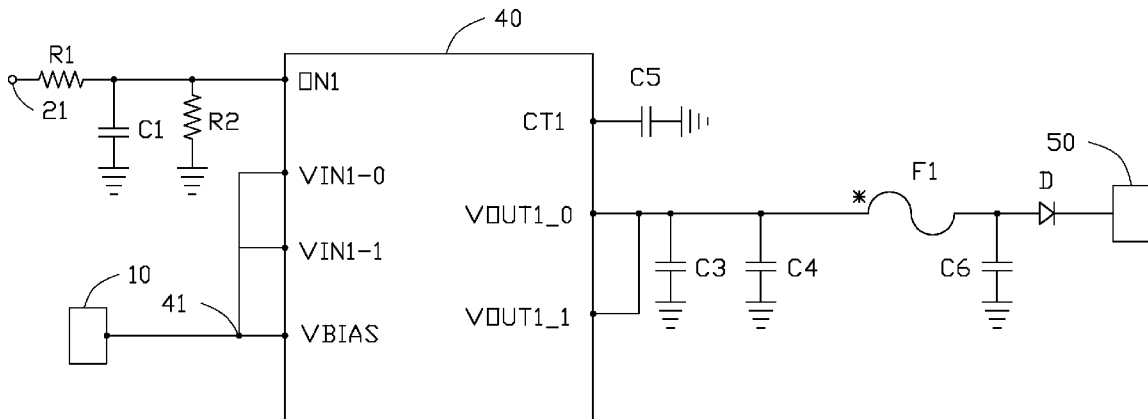 40
R1
ON1
21
C1
R2
CT1
C5
VIN1-0
50
F1
D
*
VOUT1_0
VIN1-1
C3
C4
C6
10
41
VBIAS
VOUT1_1